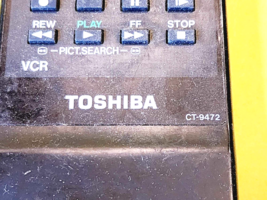 REW PLAY FF STOP
PICT.SEARCH
VCR
TOSHIBA
CT-9472